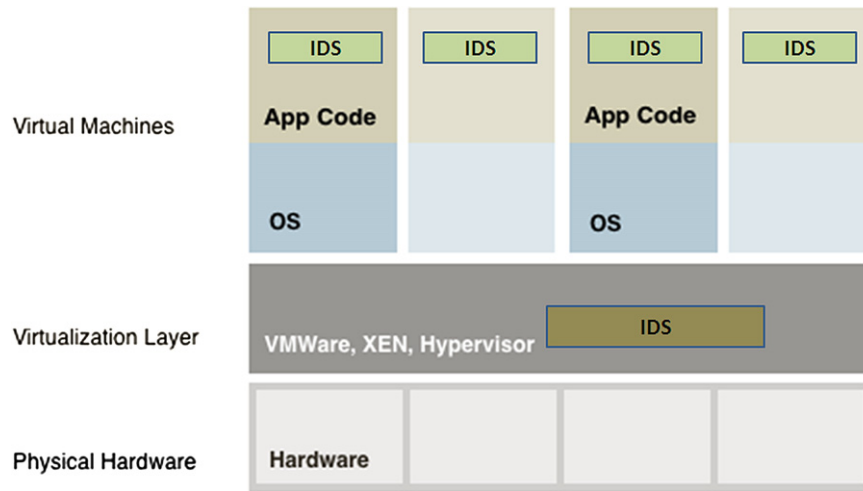 IDS IDS IDS IDS
Virtual Machines
App Code App Code
OS OS
Virtualization Layer
VMWare, XEN, Hypervisor
IDS
Physical Hardware
Hardware